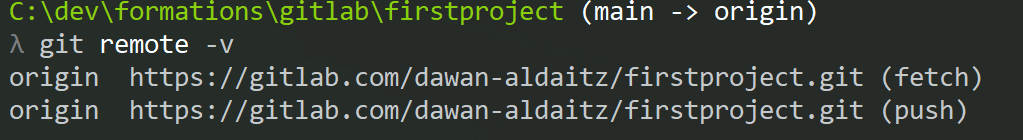 C:\dev\formations\gitlab\firstproject (main -> origin)
λ git remote -v
origin  https://gitlab.com/dawan-aldaitz/firstproject.git (fetch)
origin  https://gitlab.com/dawan-aldaitz/firstproject.git (push)